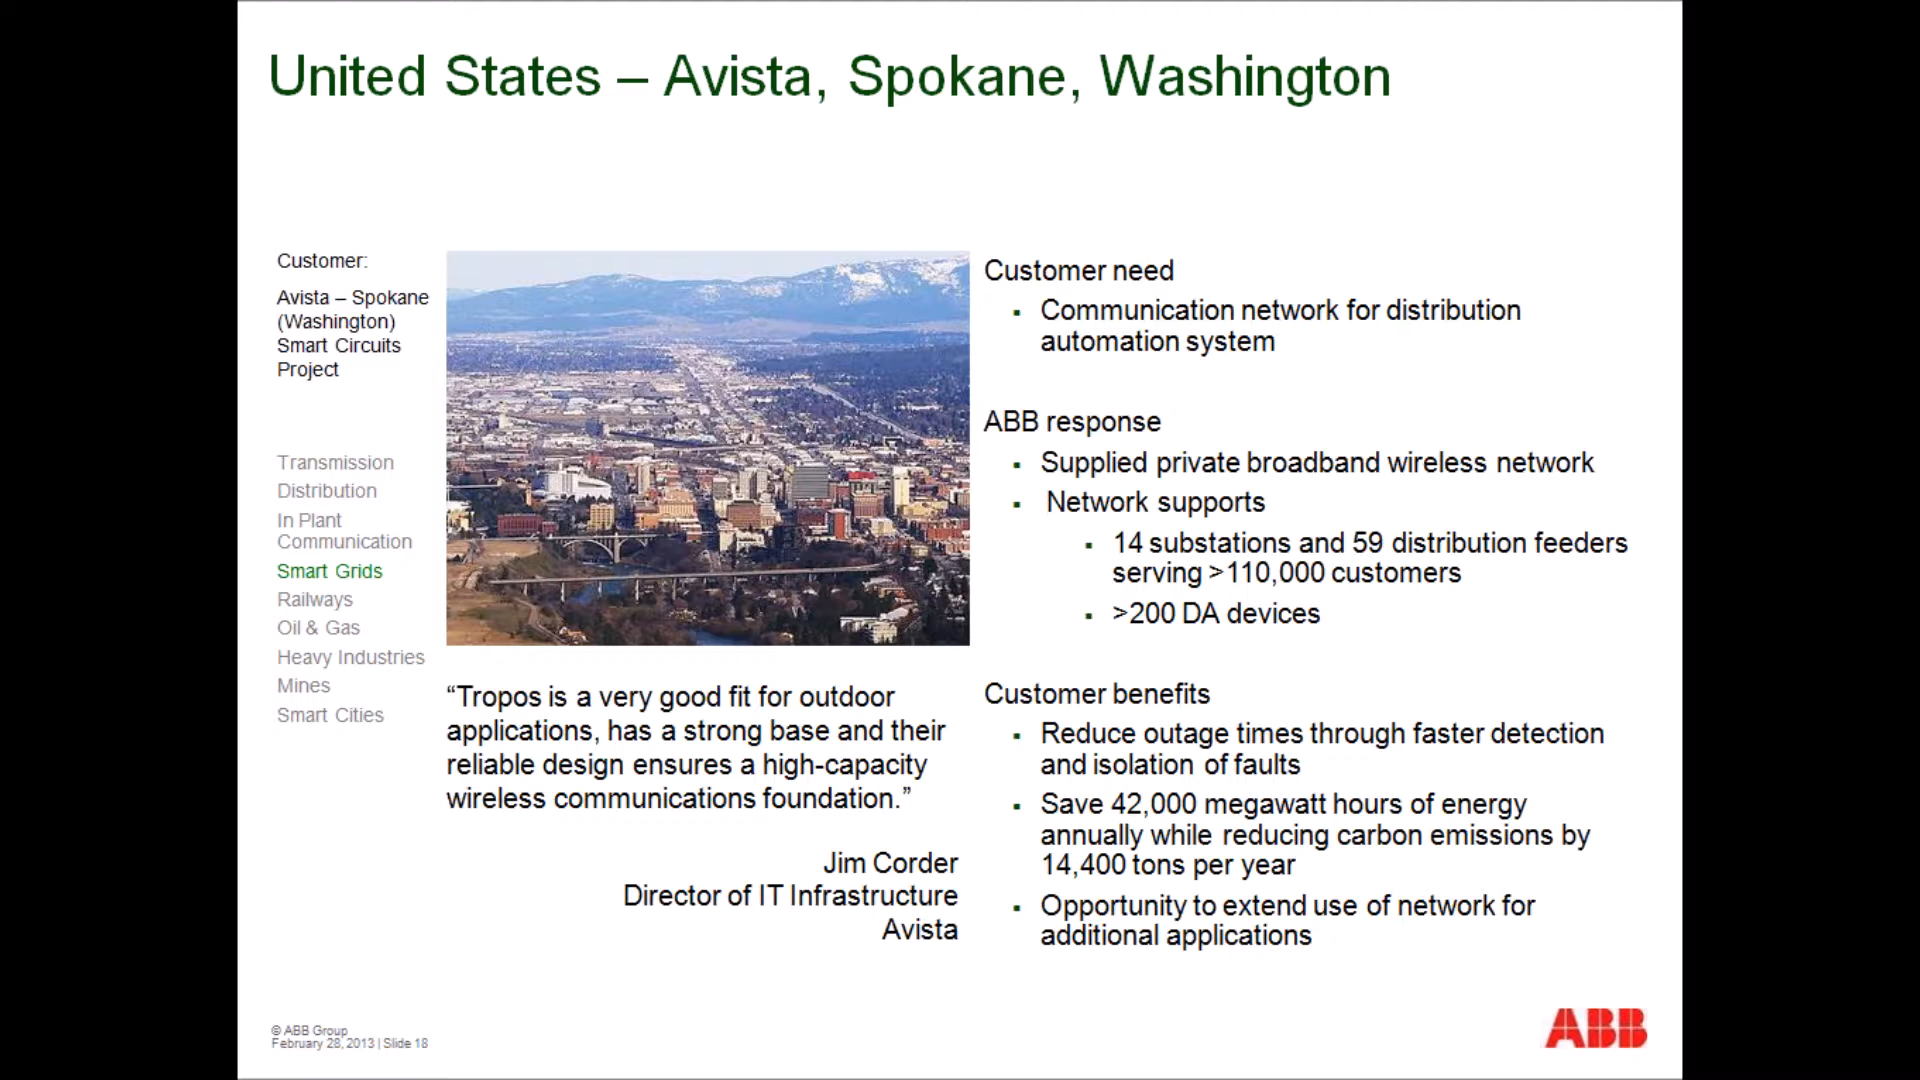 United States – Avista, Spokane, Washington
Customer:
Avista – Spokane
(Washington)
Smart Circuits
Project
Transmission
Distribution
In Plant
Communication
Smart Grids
Railways
Oil & Gas
Heavy Industries
Mines
Smart Cities
“Tropos is a very good fit for outdoor
applications, has a strong base and their
reliable design ensures a high-capacity
wireless communications foundation.”
Jim Corder
Director of IT Infrastructure
Avista
Customer need
▪ Communication network for distribution
automation system
ABB response
▪ Supplied private broadband wireless network
▪ Network supports
▪ 14 substations and 59 distribution feeders
serving >110,000 customers
▪ >200 DA devices
Customer benefits
▪ Reduce outage times through faster detection
and isolation of faults
▪ Save 42,000 megawatt hours of energy
annually while reducing carbon emissions by
14,400 tons per year
▪ Opportunity to extend use of network for
additional applications
© ABB Group
February 28, 2013 | Slide 18
ABB